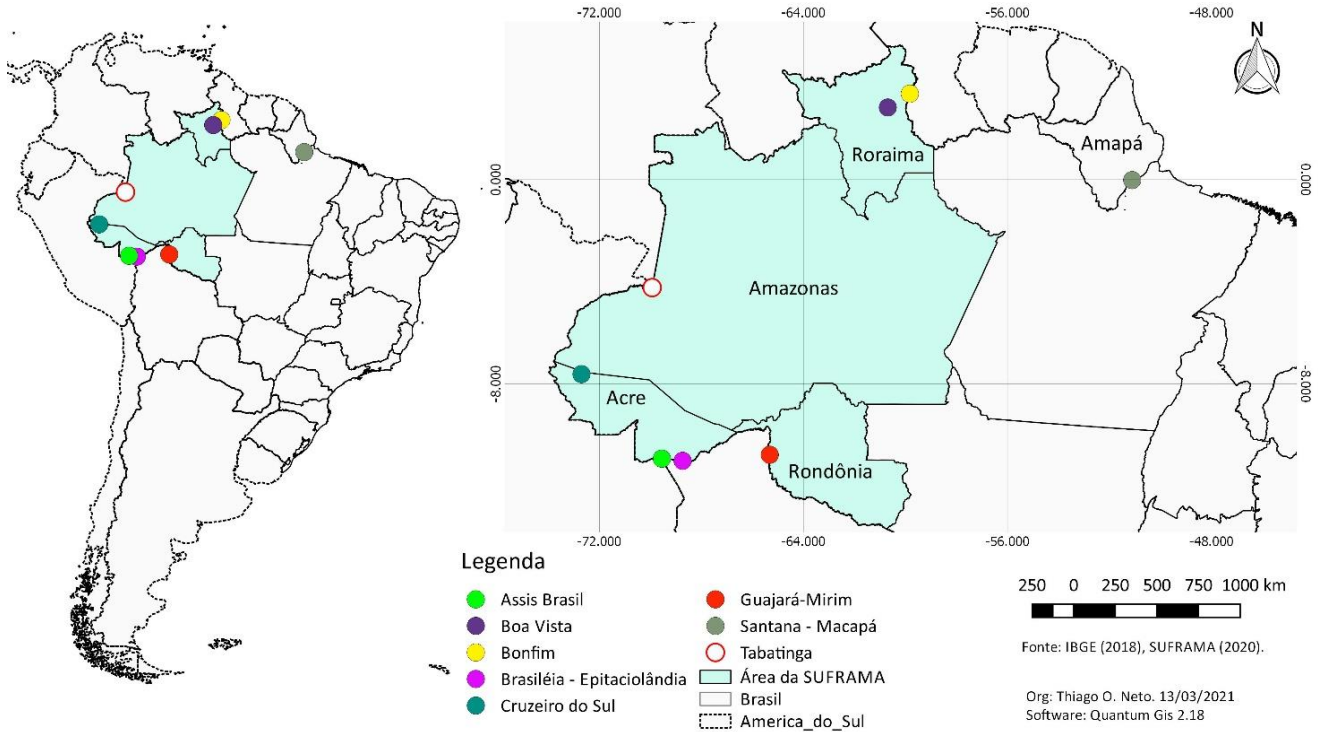 -72.000
-64.000
-56.000
-48.000
N
0.000
0.000
-8.000
-8.000
Roraima
Amapá
Amazonas
Acre
Rondônia
-72.000
-64.000
-56.000
-48.000
Legenda
Assis Brasil
Boa Vista
Bonfim
Brasiléia - Epitaciolândia
Cruzeiro do Sul
Guajará-Mirim
Santana - Macapá
Tabatinga
Área da SUFRAMA
Brasil
America_do_Sul
250 0 250 500 750 1000 km
Fonte: IBGE (2018), SUFRAMA (2020).
Org: Thiago O. Neto. 13/03/2021
Software: Quantum Gis 2.18